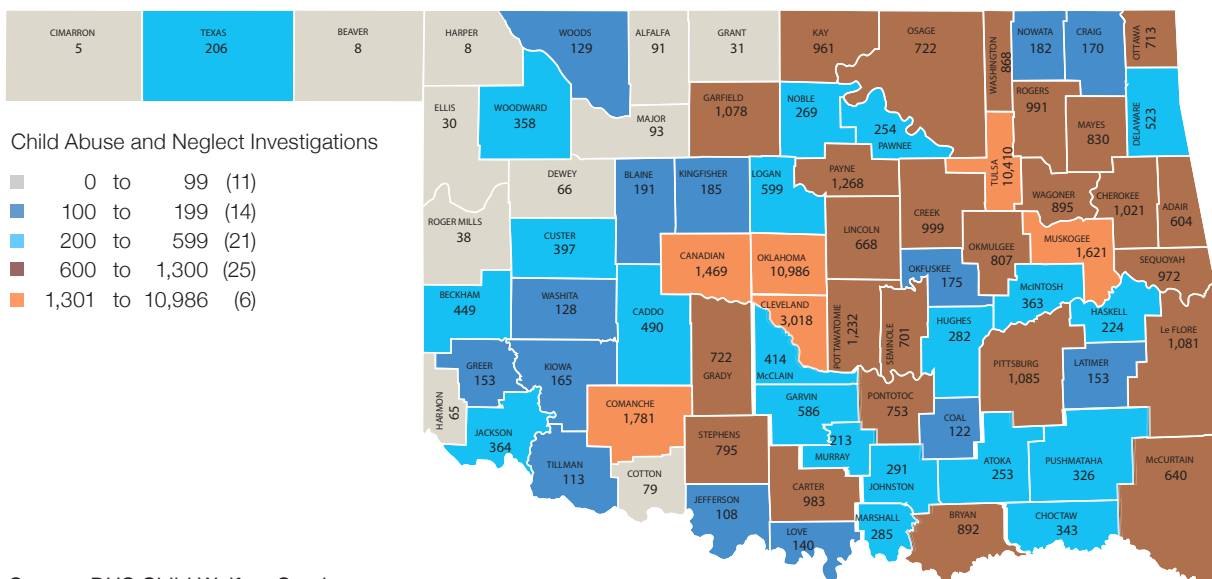 CIMARRON
5
TEXAS
206
BEAVER
8
HARPER
8
WOODS
129
ALFALFA
91
GRANT
31
KAY
961
OSAGE
722
WASHINGTON
868
NOWATA
182
CRAIG
170
OTTAWA
713
ELLIS
30
WOODWARD
358
MAJOR
93
GARFIELD
1,078
NOBLE
269
254
PAWNEE
ROGERS
991
MAYES
830
DELAWARE
523
Child Abuse and Neglect Investigations
0 to 99 (11)
100 to 199 (14)
200 to 599 (21)
600 to 1,300 (25)
1,301 to 10,986 (6)
DEWEY
66
BLAINE
191
KINGFISHER
185
LOGAN
599
PAYNE
1,268
TULSA
10,410
CREEK
999
WAGONER
895
CHEROKEE
1,021
ADAIR
604
ROGER MILLS
38
CUSTER
397
CANADIAN
1,469
OKLAHOMA
10,986
LINCOLN
668
OKMULGEE
807
MUSKOGEE
1,621
SEQUOYAH
972
OKFUSKEE
175
McINTOSH
363
BECKHAM
449
WASHITA
128
CADDO
490
CLEVELAND
3,018
POTTAWATOMIE
1,232
SEMINOLE
701
HUGHES
282
HASKELL
224
Le FLORE
1,081
722
GRADY
414
McCLAIN
PITTSBURG
1,085
LATIMER
153
GREER
153
KIOWA
165
HARMON
65
COMANCHE
1,781
GARVIN
586
PONTOTOC
753
COAL
122
JACKSON
364
STEPHENS
795
213
MURRAY
TILLMAN
113
COTTON
79
CARTER
983
291
JOHNSTON
ATOKA
253
PUSHMATAHA
326
McCURTAIN
640
JEFFERSON
108
LOVE
140
MARSHALL
285
BRYAN
892
CHOCTAW
343